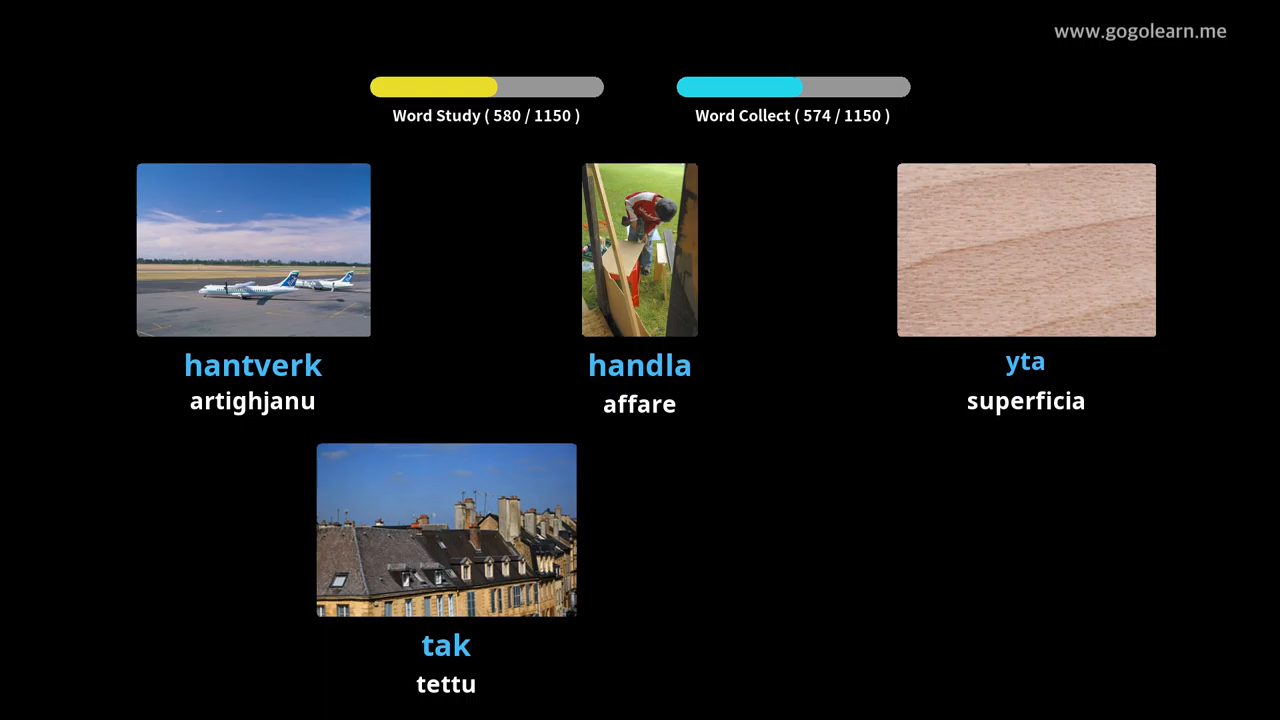 www.gogolearn.me
Word Study ( 580 / 1150 )
Word Collect ( 574 / 1150 )
hantverk
artighjanu
handla
affare
yta
superficia
tak
tettu